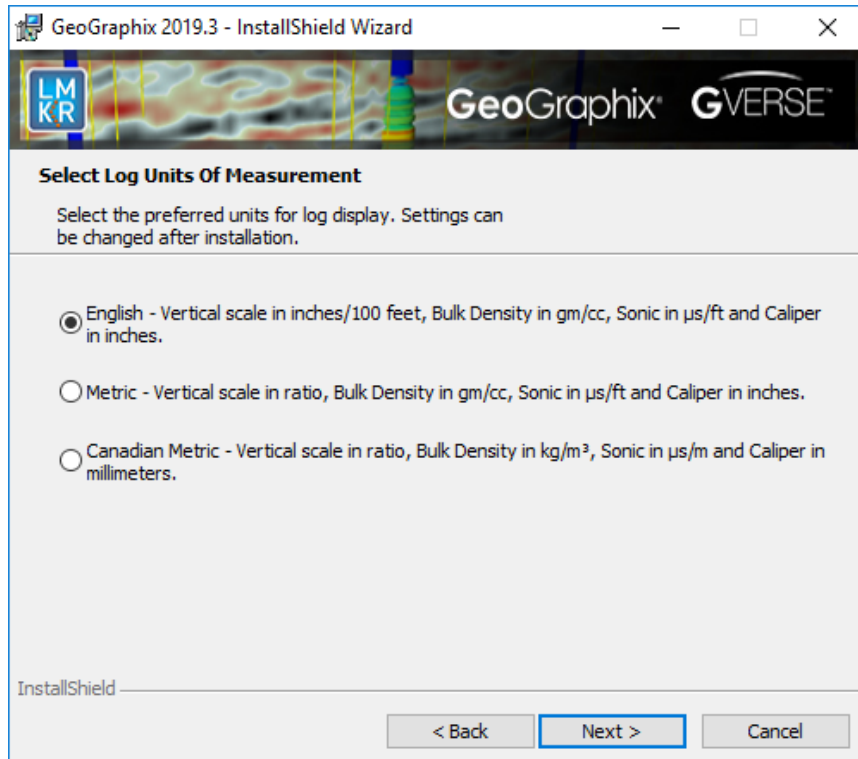 GeoGraphix 2019.3 - InstallShield Wizard
LM
KR
GeoGraphix® GVERSE™
Select Log Units Of Measurement
Select the preferred units for log display. Settings can
be changed after installation.
English - Vertical scale in inches/100 feet, Bulk Density in gm/cc, Sonic in µs/ft and Caliper
in inches.
Metric - Vertical scale in ratio, Bulk Density in gm/cc, Sonic in µs/ft and Caliper in inches.
Canadian Metric - Vertical scale in ratio, Bulk Density in kg/m³, Sonic in µs/m and Caliper in
millimeters.
InstallShield
< Back Next > Cancel